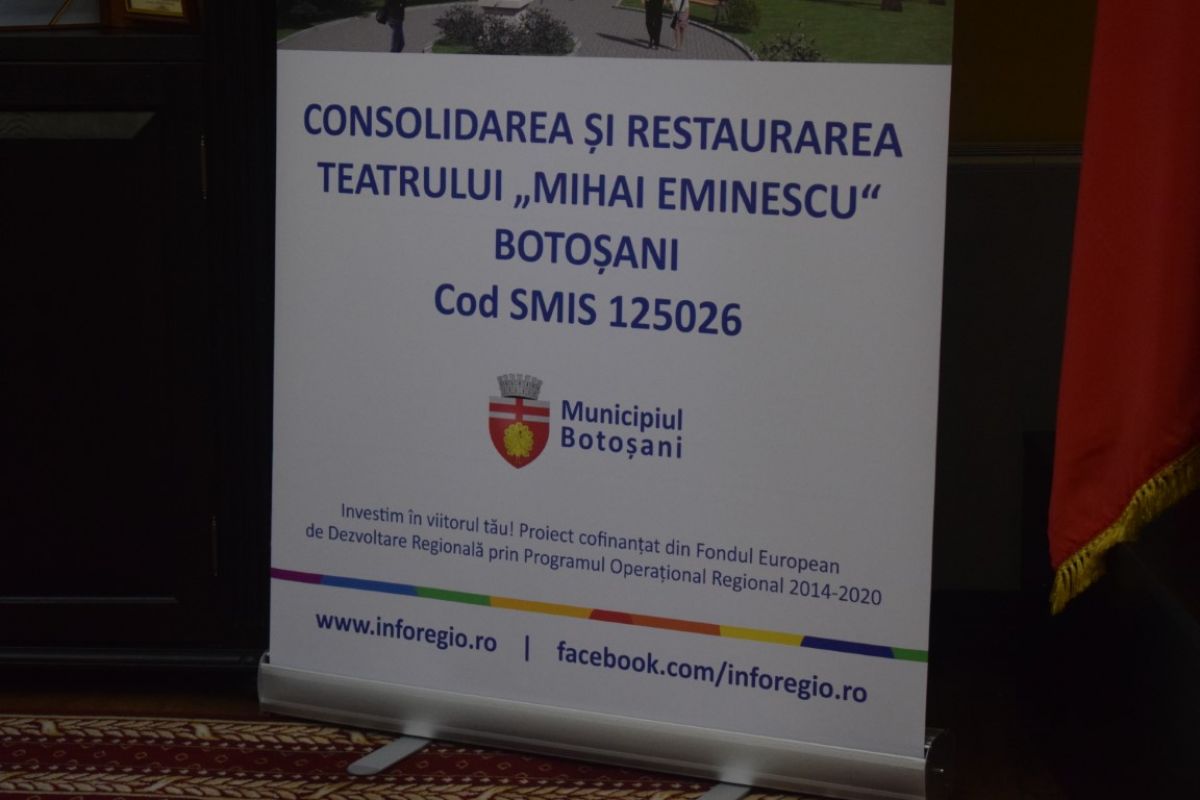 CONSOLIDAREA ȘI RESTAURAREA
TEATRULUI „MIHAI EMINESCU“
BOTOȘANI
Cod SMIS 125026
Municipiul
Botoșani
Investim în viitorul tău! Proiect cofinanțat din Fondul European
de Dezvoltare Regională prin Programul Operațional Regional 2014-2020
www.inforegio.ro | facebook.com/inforegio.ro